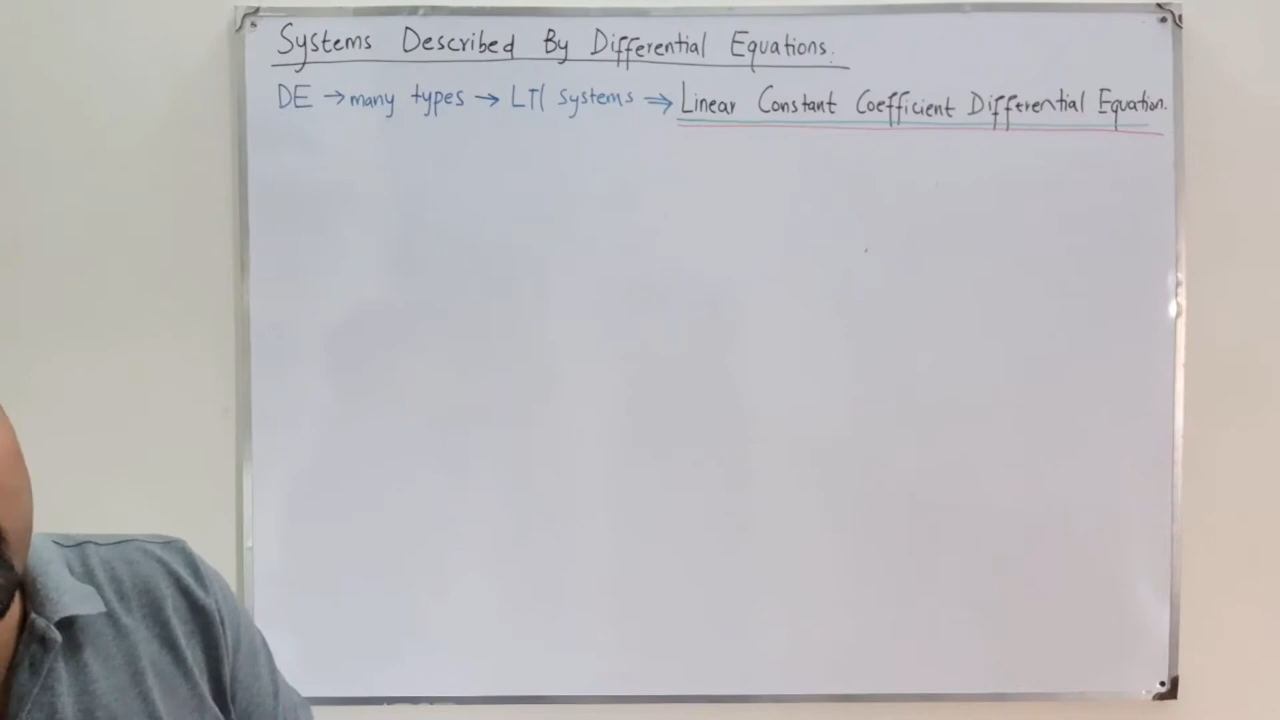 Systems Described By Differential Equations.
DE → many types → LTI systems ⇒ Linear Constant Coefficient Differential Equation.